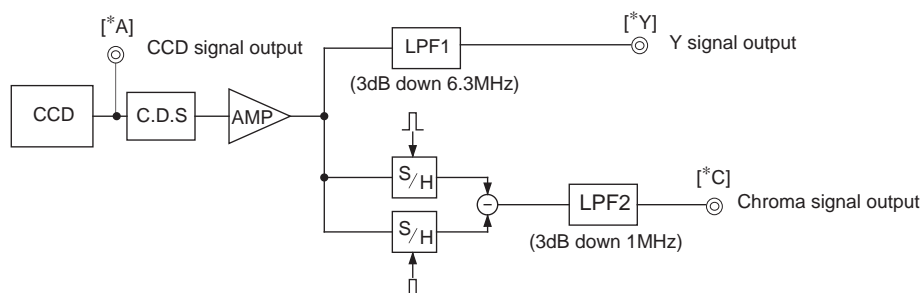 [*A]
CCD signal output
[*Y]
Y signal output
LPF1
(3dB down 6.3MHz)
CCD
C.D.S
AMP
S/H
[*C]
Chroma signal output
LPF2
(3dB down 1MHz)
–
S/H